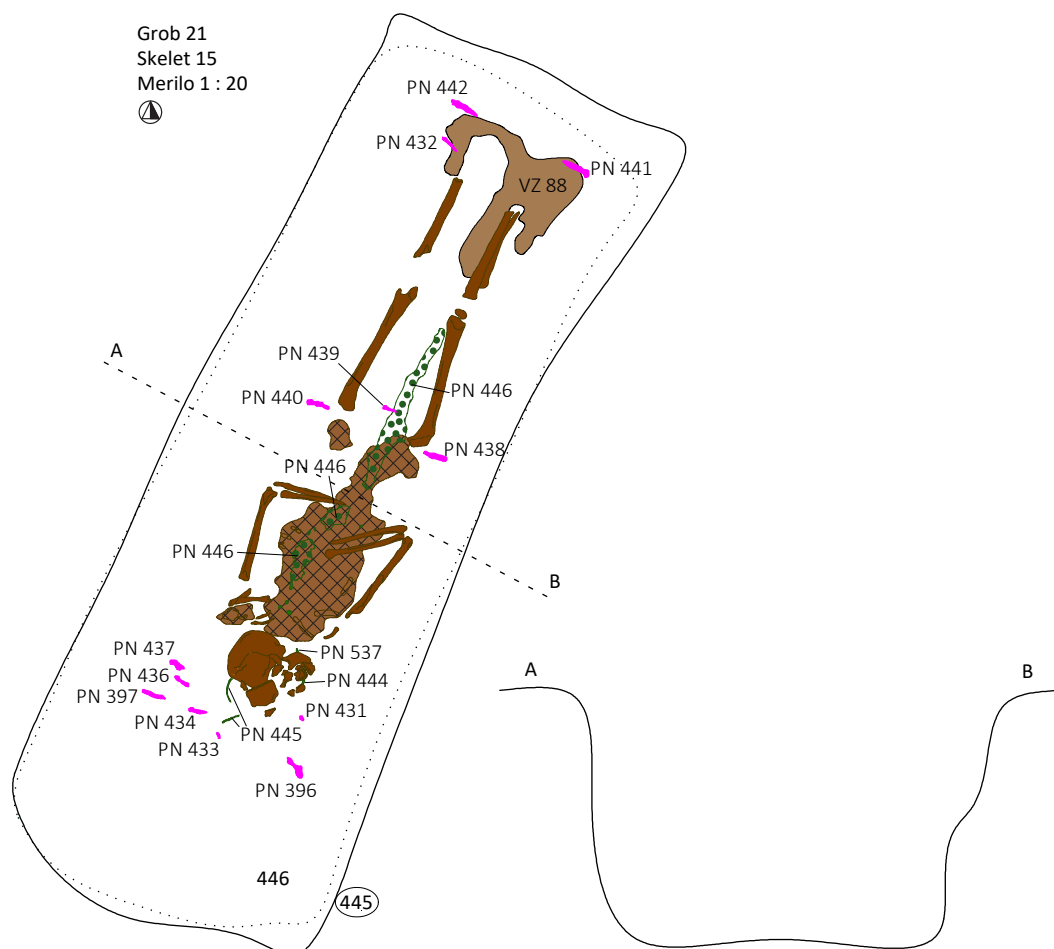 Grob 21
Skelet 15
Merilo 1 : 20
PN 442
PN 432
PN 441
VZ 88
A
PN 439
PN 446
PN 440
PN 438
PN 446
PN 446
B
PN 537
PN 437
PN 436
PN 444
PN 397
PN 431
PN 434
PN 445
PN 433
PN 396
446
445
A
B